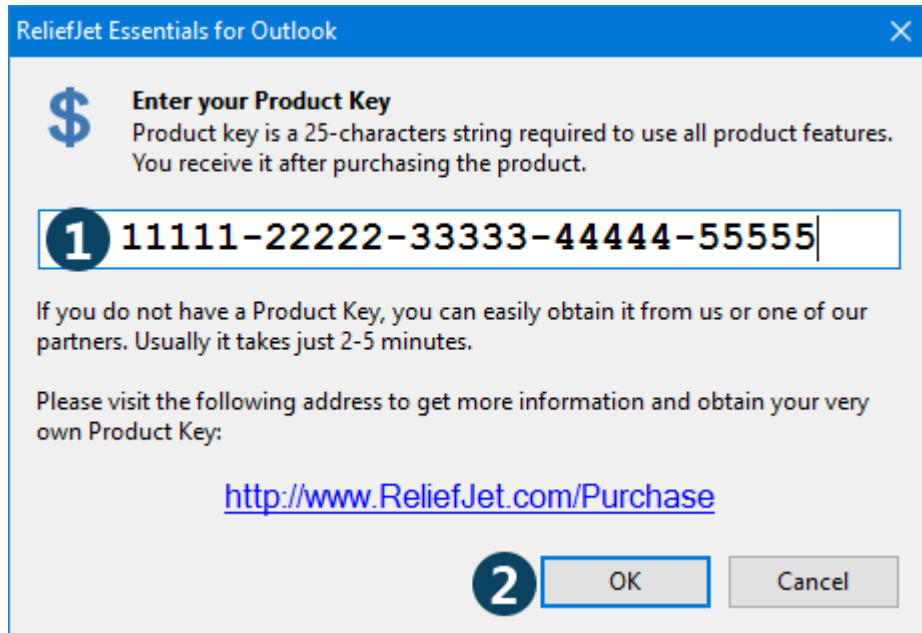 ReliefJet Essentials for Outlook
$
Enter your Product Key
Product key is a 25-characters string required to use all product features.
You receive it after purchasing the product.
1 11111-22222-33333-44444-55555
If you do not have a Product Key, you can easily obtain it from us or one of our
partners. Usually it takes just 2-5 minutes.
Please visit the following address to get more information and obtain your very
own Product Key:
http://www.ReliefJet.com/Purchase
2 OK Cancel